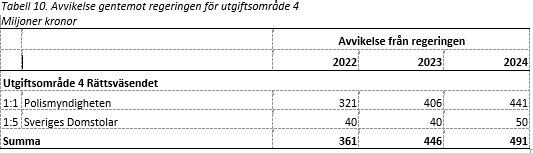 Tabell 10. Avvikelse gentemot regeringen för utgiftsområde 4
Miljoner kronor
Avvikelse från regeringen
2022 2023 2024
Utgiftsområde 4 Rättsväsendet
1:1 Polismyndigheten 321 406 441
1:5 Sveriges Domstolar 40 40 50
Summa 361 446 491